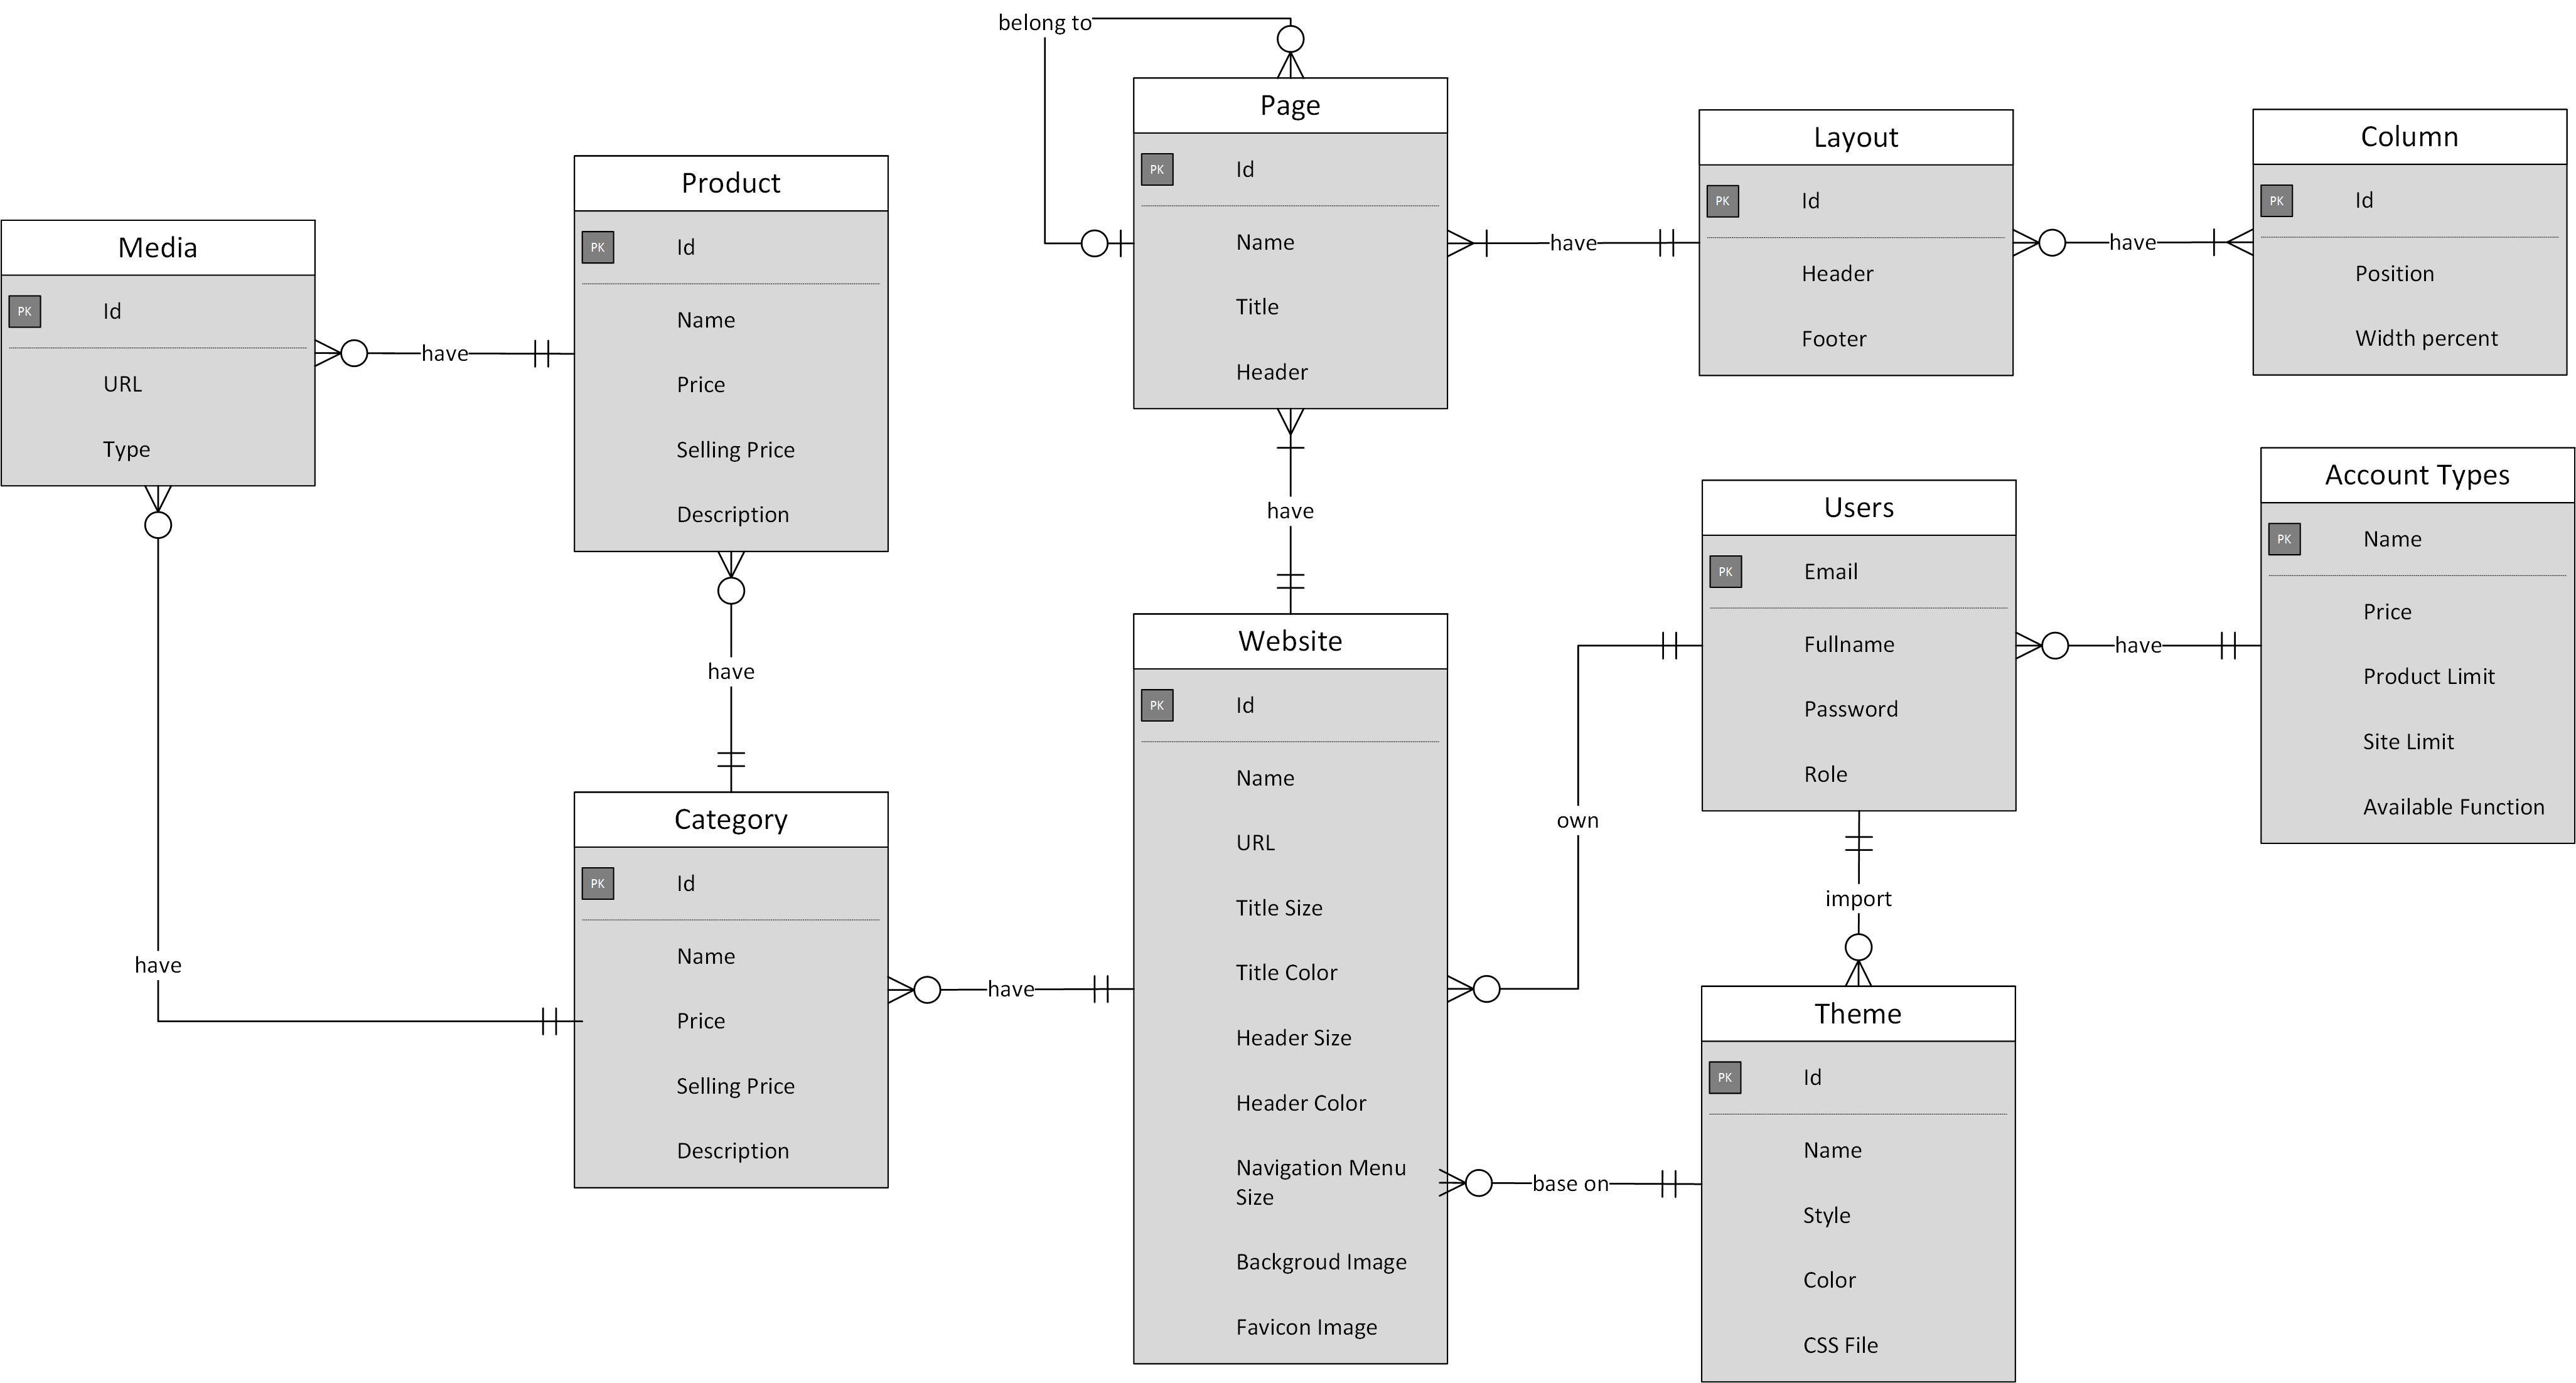 belong to
Page
PK
Id
Name
Title
Header
have
Layout
PK
Id
Header
Footer
have
Column
PK
Id
Position
Width percent
Product
PK
Id
Name
Price
Selling Price
Description
Media
PK
Id
URL
Type
have
have
have
have
Category
PK
Id
Name
Price
Selling Price
Description
have
Website
PK
Id
Name
URL
Title Size
Title Color
Header Size
Header Color
Navigation Menu
Size
Backgroud Image
Favicon Image
own
base on
Users
PK
Email
Fullname
Password
Role
have
Account Types
PK
Name
Price
Product Limit
Site Limit
Available Function
import
Theme
PK
Id
Name
Style
Color
CSS File